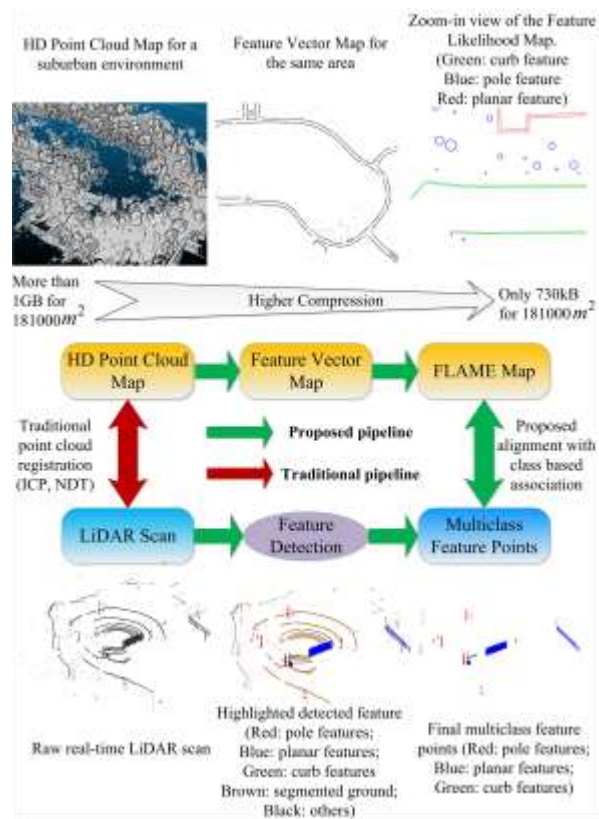 HD Point Cloud Map for a
suburban environment
Feature Vector Map for
the same area
Zoom-in view of the Feature
Likelihood Map.
(Green: curb feature
Blue: pole feature
Red: planar feature)
More than
1GB for
181000m²
Higher Compression
Only 730kB
for 181000m²
HD Point Cloud
Map
Feature Vector
Map
FLAME Map
Traditional
point cloud
registration
(ICP, NDT)
Proposed pipeline
Traditional pipeline
Proposed
alignment with
class based
association
LiDAR Scan
Feature
Detection
Multiclass
Feature Points
Raw real-time LiDAR scan
Highlighted detected feature
(Red: pole features;
Blue: planar features;
Green: curb features
Brown: segmented ground;
Black: others)
Final multiclass feature
points (Red: pole features;
Blue: planar features;
Green: curb features)